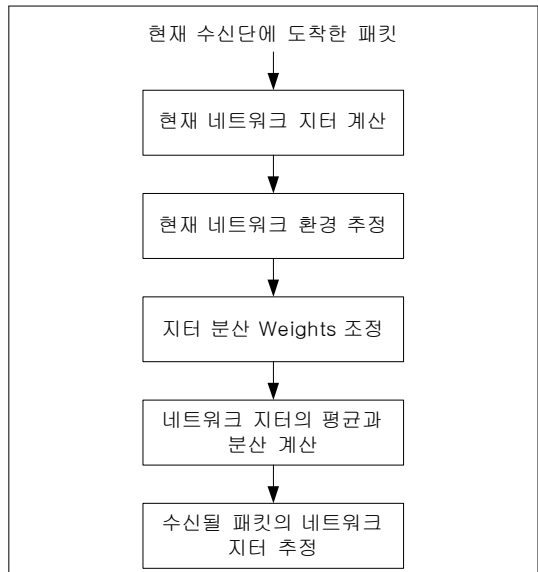 현재 수신단에 도착한 패킷
현재 네트워크 지터 계산
현재 네트워크 환경 추정
지터 분산 Weights 조정
네트워크 지터의 평균과
분산 계산
수신될 패킷의 네트워크
지터 추정